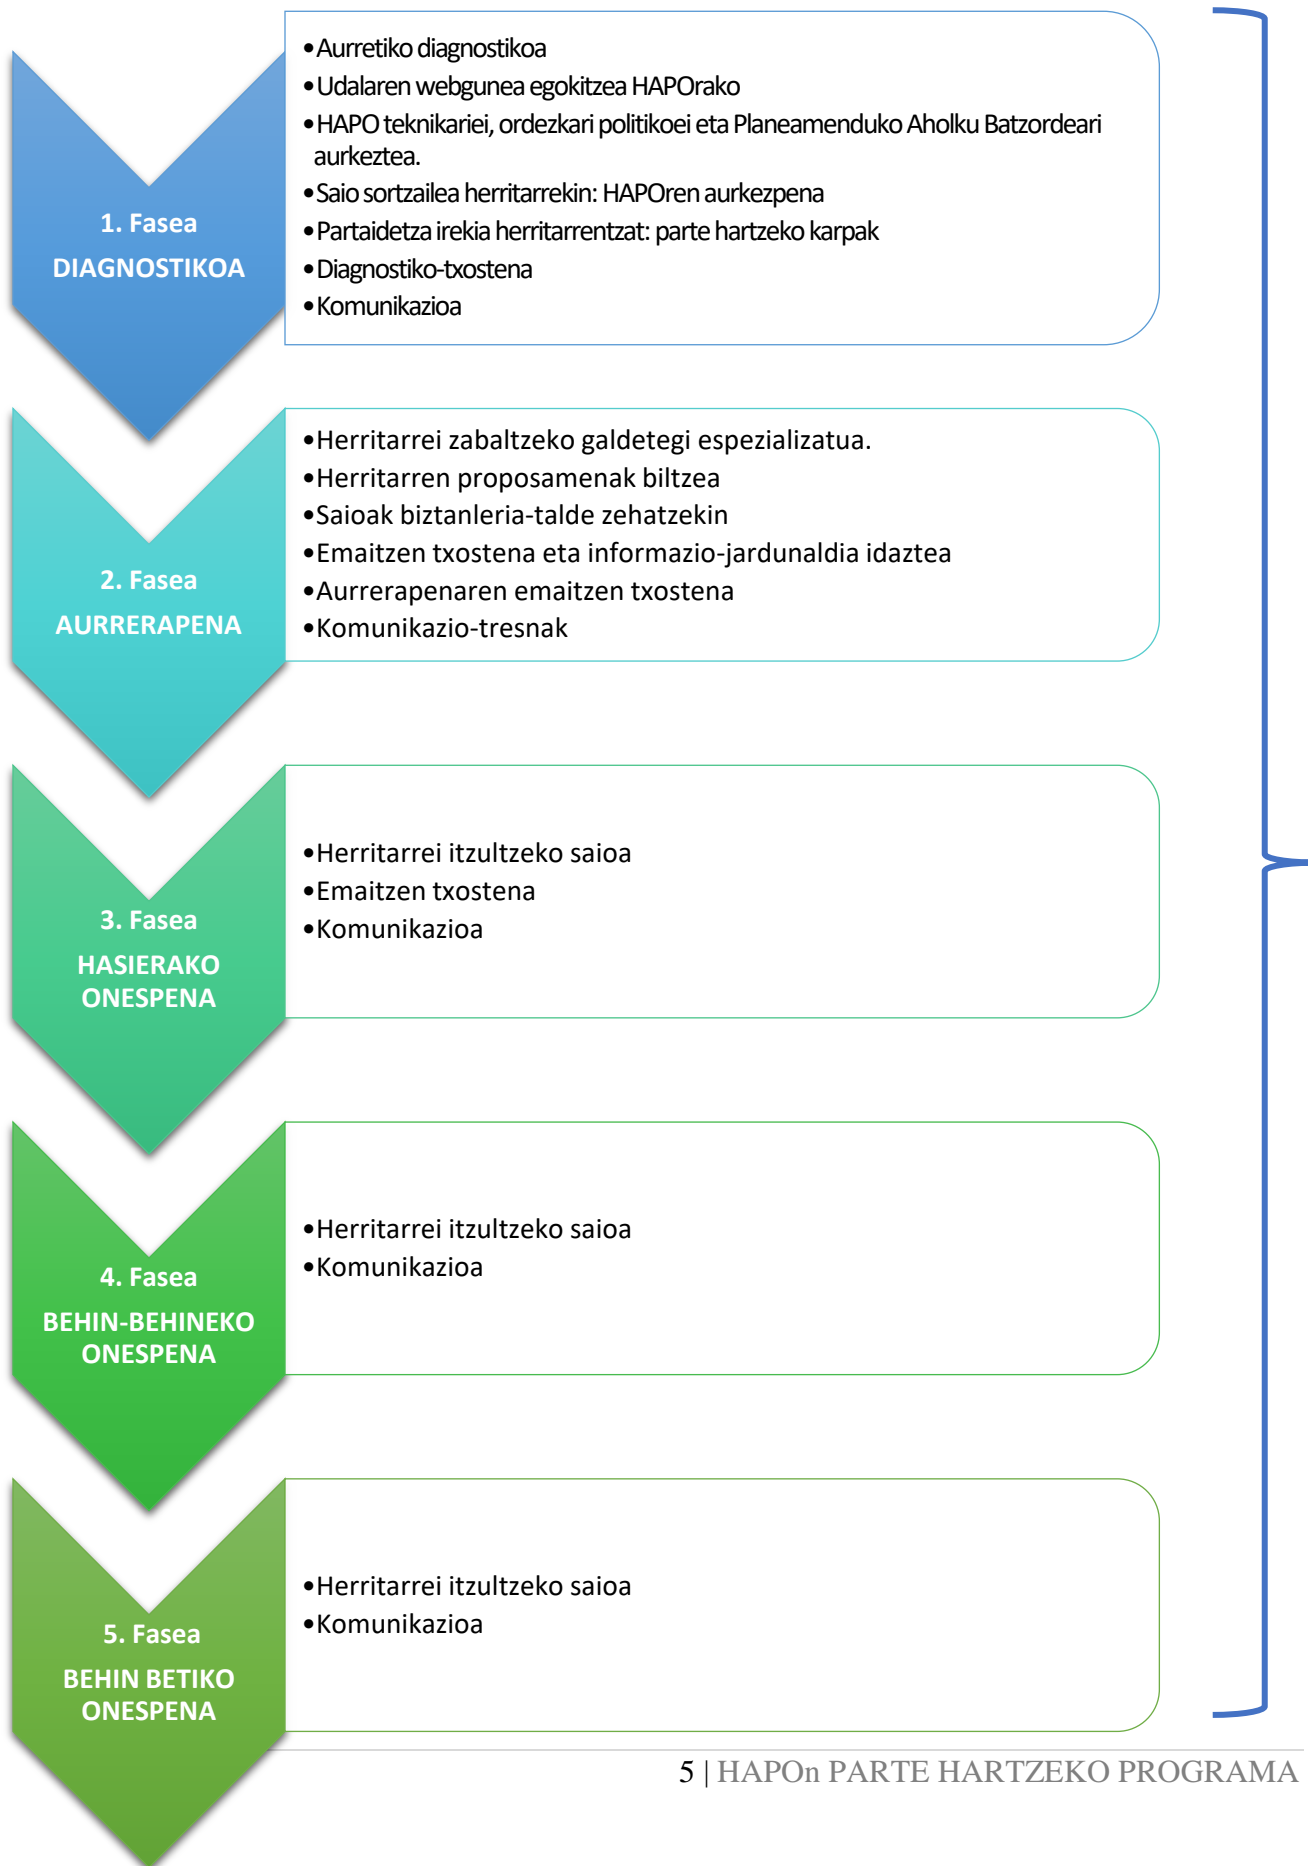 1. Fasea
DIAGNOSTIKOA
•Aurretiko diagnostikoa
•Udalaren webgunea egokitzea HAPOrako
•HAPO teknikariei, ordezkari politikoei eta Planeamenduko Aholku Batzordeari
aurkeztea.
•Saio sortzailea herritarrekin: HAPOren aurkezpena
•Partaidetza irekia herritarrentzat: parte hartzeko karpak
•Diagnostiko-txostena
•Komunikazioa
2. Fasea
AURRERAPENA
•Herritarrei zabaltzeko galdetegi espezializatua.
•Herritarren proposamenak biltzea
•Saioak biztanleria-talde zehatzekin
•Emaitzen txostena eta informazio-jardunaldia idaztea
•Aurrerapenaren emaitzen txostena
•Komunikazio-tresnak
3. Fasea
HASIERAKO
ONESPENA
•Herritarrei itzultzeko saioa
•Emaitzen txostena
•Komunikazioa
4. Fasea
BEHIN-BEHINEKO
ONESPENA
•Herritarrei itzultzeko saioa
•Komunikazioa
5. Fasea
BEHIN BETIKO
ONESPENA
•Herritarrei itzultzeko saioa
•Komunikazioa
5 | HAPOn PARTE HARTZEKO PROGRAMA